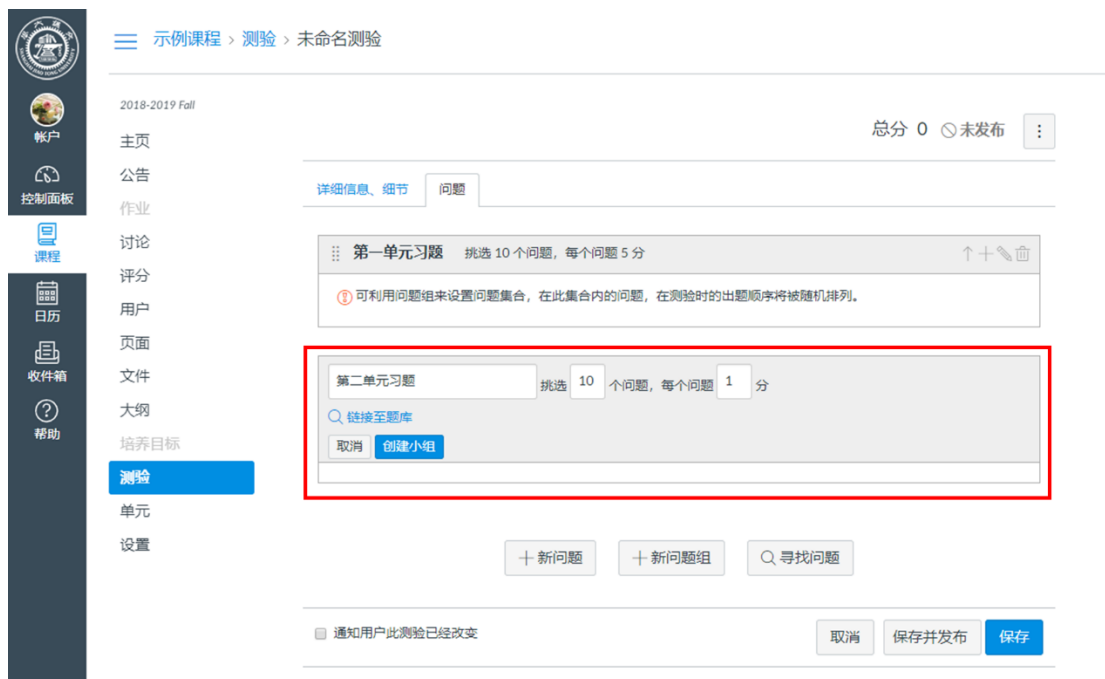 示例课程 › 测验 › 未命名测验
2018-2019 Fall
总分 0 未发布
帐户
控制面板
课程
日历
收件箱
帮助
主页
公告
作业
讨论
评分
用户
页面
文件
大纲
培养目标
测验
单元
设置
详细信息、细节 问题
第一单元习题 挑选 10 个问题，每个问题 5 分
可利用问题组来设置问题集合，在此集合内的问题，在测验时的出题顺序将被随机排列。
第二单元习题 挑选 10 个问题，每个问题 1 分
链接至题库
取消 创建小组
新问题 新问题组 寻找问题
通知用户此测验已经改变 取消 保存并发布 保存